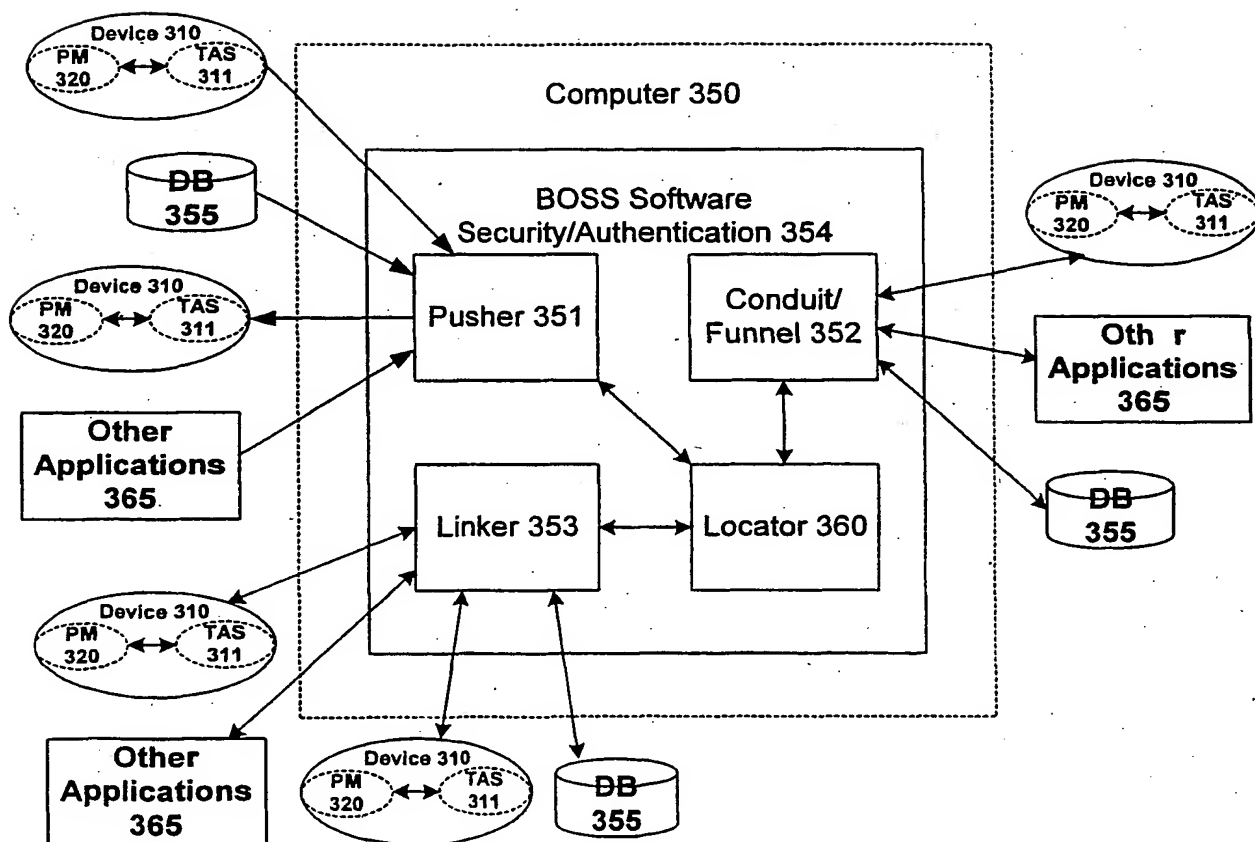 Device 310
PM
320
TAS
311
Computer 350
DB
355
BOSS Software
Security/Authentication 354
Device 310
PM
320
TAS
311
Device 310
PM
320
TAS
311
Pusher 351
Conduit/
Funnel 352
Oth r
Applications
365
Other
Applications
365
Linker 353
Locator 360
DB
355
Device 310
PM
320
TAS
311
Other
Applications
365
Device 310
PM
320
TAS
311
DB
355